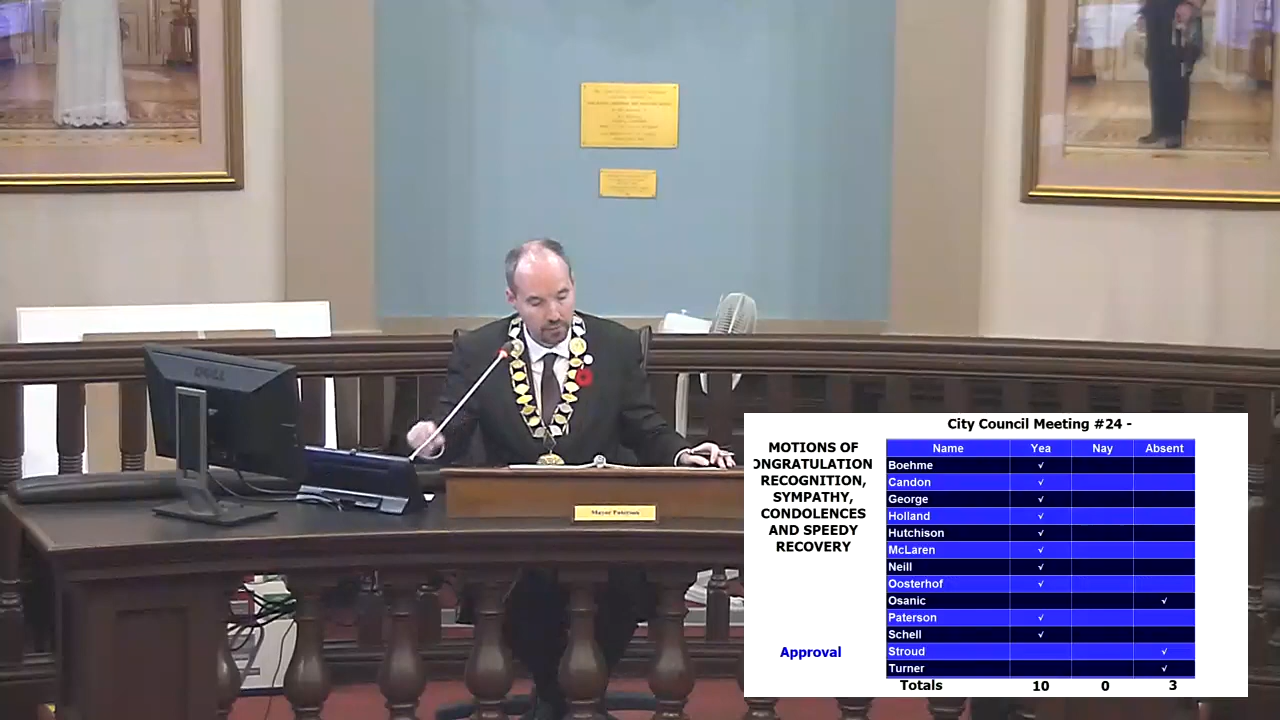 DELL
Mayor Paterson
City Council Meeting #24 -
MOTIONS OF
ONGRATULATION
RECOGNITION,
SYMPATHY,
CONDOLENCES
AND SPEEDY
RECOVERY
Approval
Name Yea Nay Absent
Boehme √
Candon √
George √
Holland √
Hutchison √
McLaren √
Neill √
Oosterhof √
Osanic √
Paterson √
Schell √
Stroud √
Turner √
Totals 10 0 3